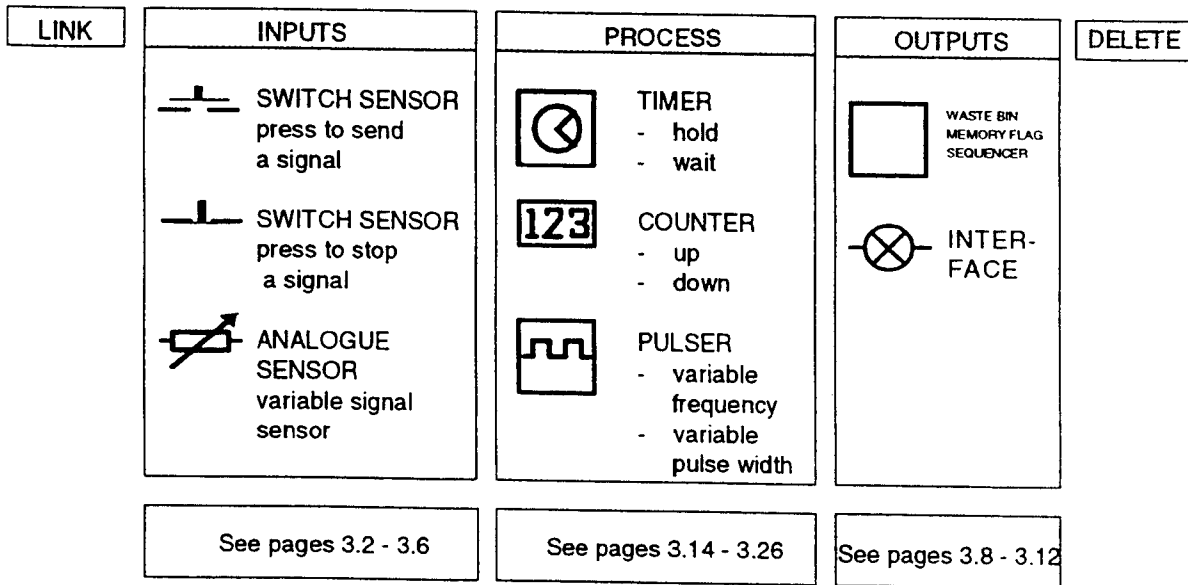 LINK
INPUTS
SWITCH SENSOR
press to send
a signal
SWITCH SENSOR
press to stop
a signal
ANALOGUE
SENSOR
variable signal
sensor
See pages 3.2 - 3.6
PROCESS
TIMER
- hold
- wait
123
COUNTER
- up
- down
PULSER
- variable
frequency
- variable
pulse width
See pages 3.14 - 3.26
OUTPUTS
WASTE BIN
MEMORY FLAG
SEQUENCER
INTER-
FACE
See pages 3.8 - 3.12
DELETE